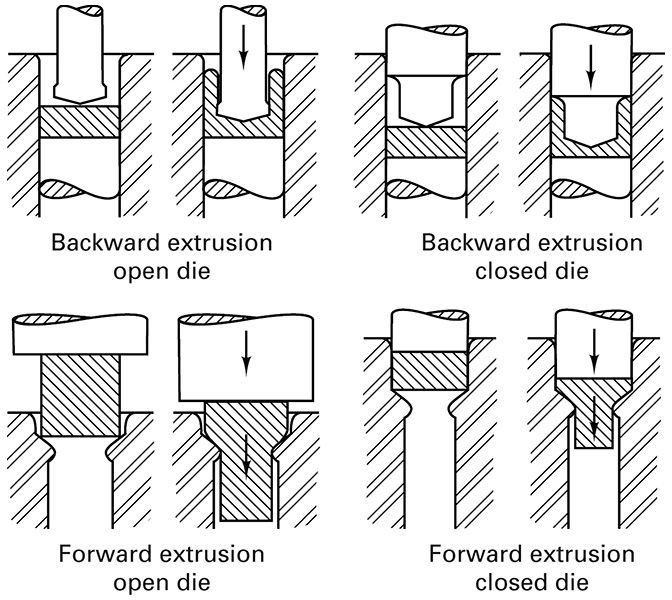 Backward extrusion
open die
Backward extrusion
closed die
Forward extrusion
open die
Forward extrusion
closed die